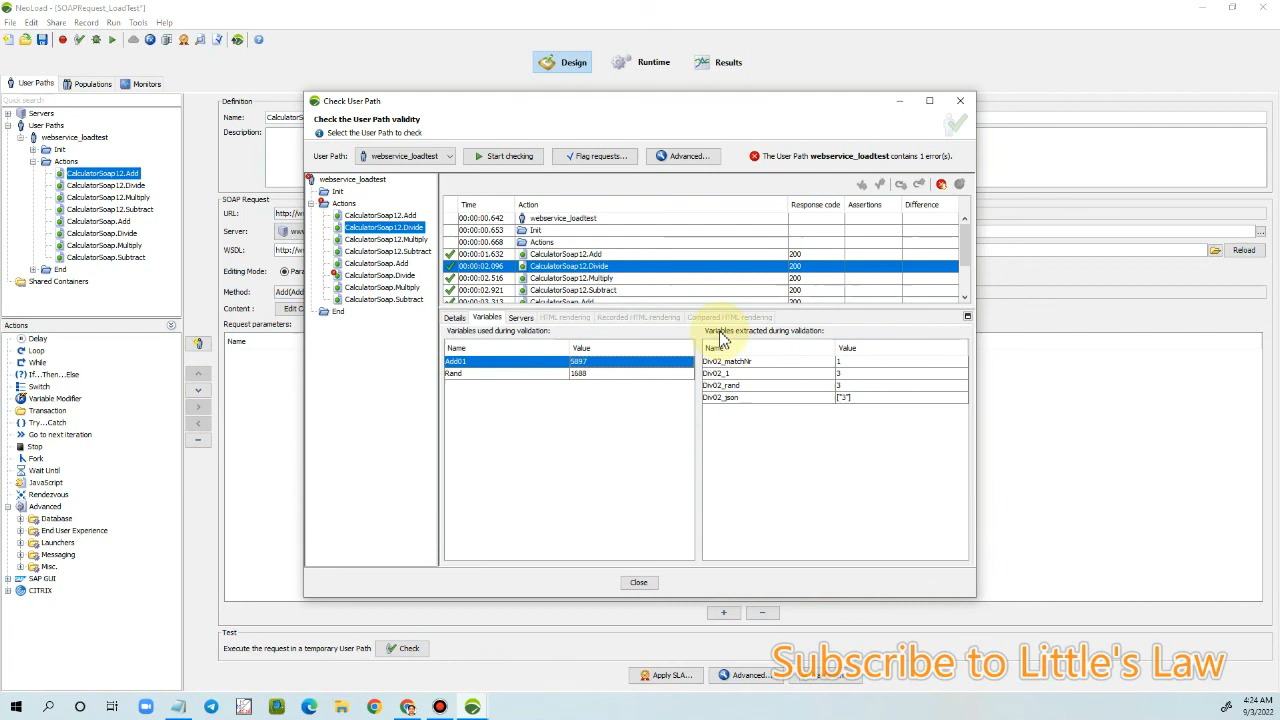 NeoLoad - [SOAPRequest_LoadTest*]
File Edit Share Record Run Tools Help
Design Runtime Results
User Paths Populations Monitors
Quick search
Servers
User Paths
webservice_loadtest
Init
Actions
CalculatorSoap12.Add
CalculatorSoap12.Divide
CalculatorSoap12.Multiply
CalculatorSoap12.Subtract
CalculatorSoap.Add
CalculatorSoap.Divide
CalculatorSoap.Multiply
CalculatorSoap.Subtract
End
Shared Containers
Actions
Delay
Loop
While
If...Then...Else
Switch
Variable Modifier
Transaction
Try...Catch
Go to next iteration
Stop
Fork
Wait Until
JavaScript
Rendezvous
Advanced
Database
End User Experience
Launchers
Messaging
Misc.
SAP GUI
CITRIX
Definition
Name:
Description:
SOAP Request
URL: http://w
Server: www
WSDL: http://w
Reload
Editing Mode:
Method: Add(Ad
Content: Edit C
Request parameters:
Name
Test
Execute the request in a temporary User Path Check
Apply SLA... Advanced...
Check User Path
Check the User Path validity
Select the User Path to check
User Path: webservice_loadtest Start checking Flag requests... Advanced... The User Path webservice_loadtest contains 1 error(s).
webservice_loadtest
Init
Actions
CalculatorSoap12.Add
CalculatorSoap12.Divide
CalculatorSoap12.Multiply
CalculatorSoap12.Subtract
CalculatorSoap.Add
CalculatorSoap.Divide
CalculatorSoap.Multiply
CalculatorSoap.Subtract
End
Time Action Response code Assertions Difference
00:00:00.642 webservice_loadtest
00:00:00.653 Init
00:00:00.668 Actions
00:00:01.632 CalculatorSoap12.Add 200
00:00:02.096 CalculatorSoap12.Divide 200
00:00:02.516 CalculatorSoap12.Multiply 200
00:00:02.921 CalculatorSoap12.Subtract 200
00:00:03.313 CalculatorSoap.Add 200
Details Variables Servers HTML rendering Recorded HTML rendering Compared HTML rendering
Variables used during validation:
Name Value
Add01 5897
Rand 1688
Variables extracted during validation:
Name Value
Div02_matchNr 1
Div02_1 3
Div02_rand 3
Div02_json ["3"]
Close
Subscribe to Little's Law
4:24 AM
9/3/2022